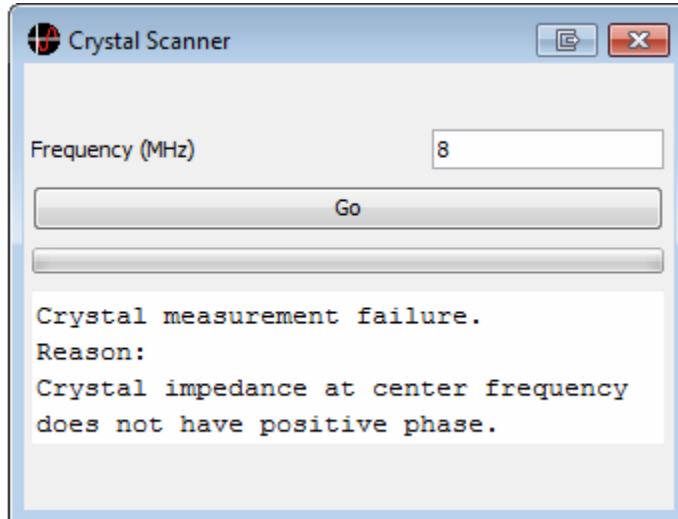 Crystal Scanner
Frequency (MHz) 8
Go
Crystal measurement failure.
Reason:
Crystal impedance at center frequency
does not have positive phase.